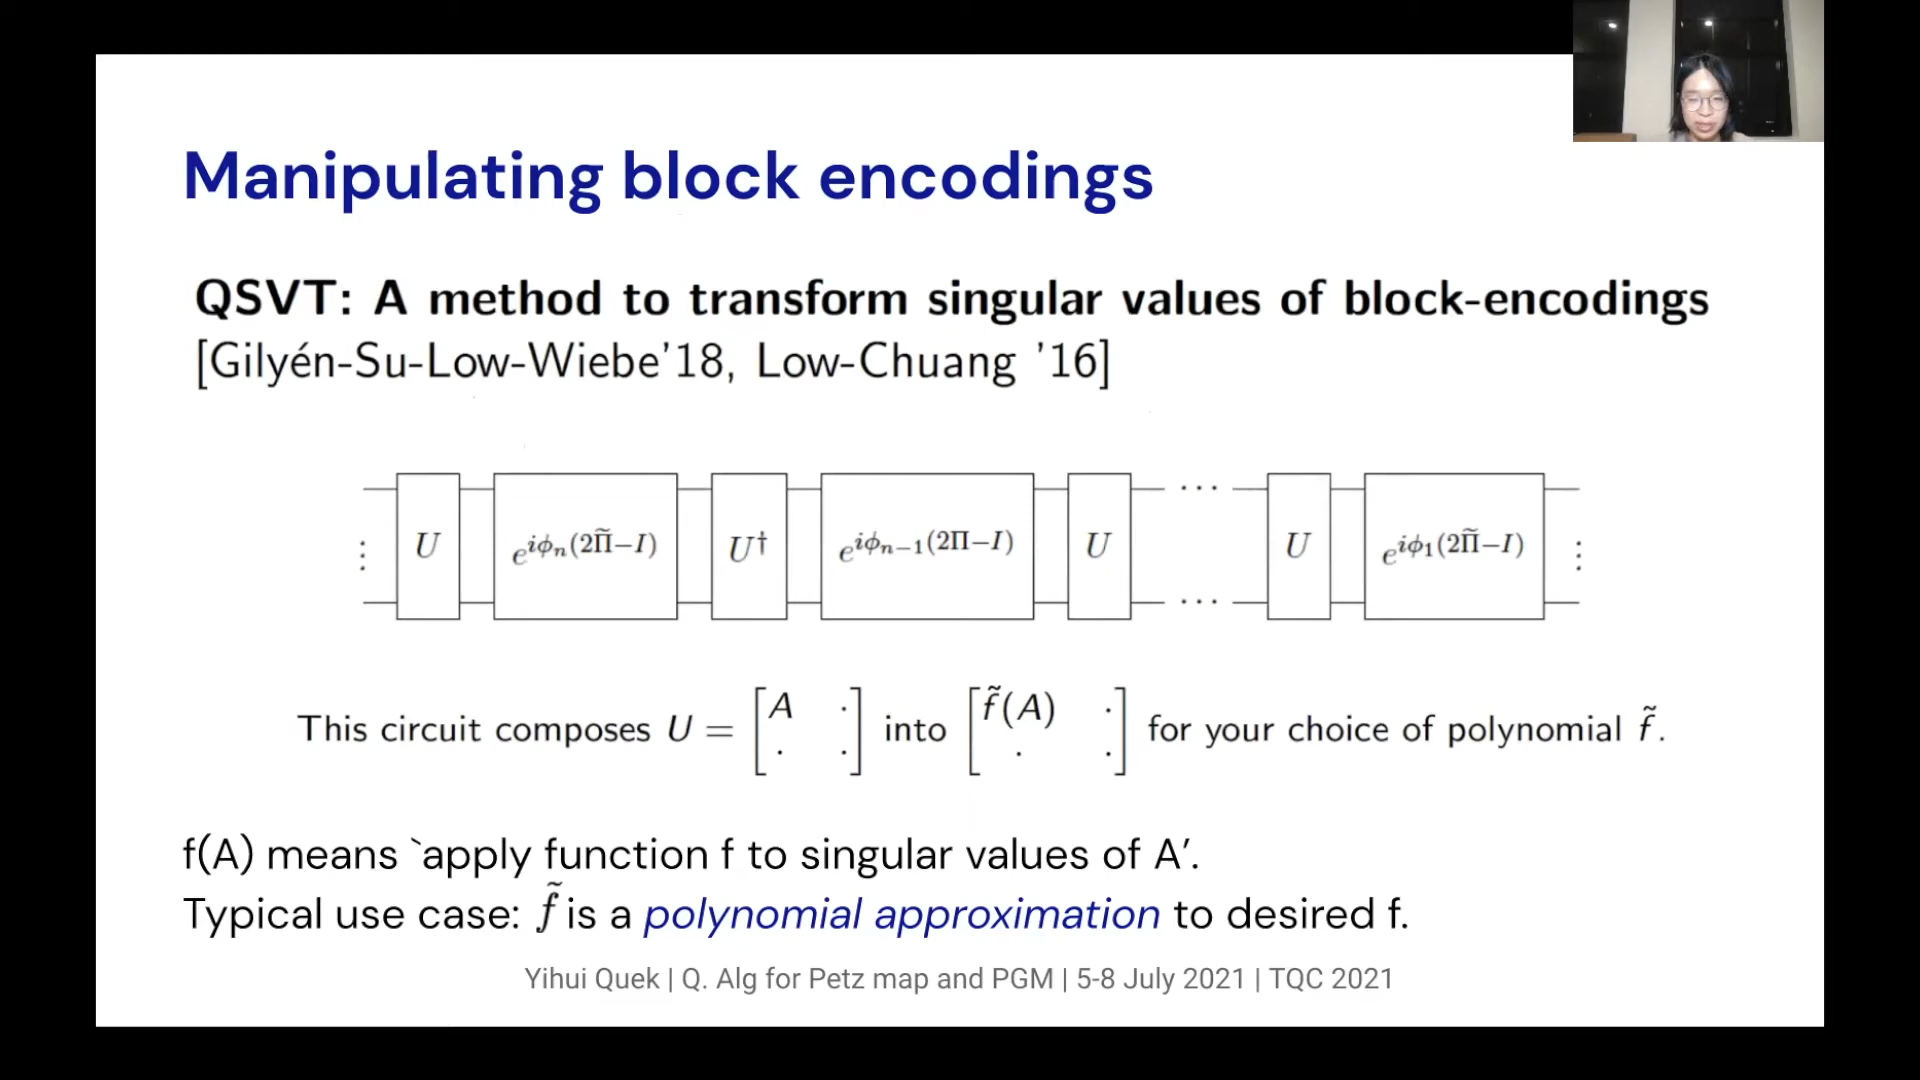 Manipulating block encodings
QSVT: A method to transform singular values of block-encodings
[Gilyén-Su-Low-Wiebe'18, Low-Chuang '16]
U e^{iϕ_n(2Π̃−I)} U† e^{iϕ_{n−1}(2Π−I)} U ⋯ U e^{iϕ_1(2Π̃−I)}
This circuit composes U = [A · · ·] into [f̃(A) · · ·] for your choice of polynomial f̃.
f(A) means `apply function f to singular values of A'.
Typical use case: f̃ is a polynomial approximation to desired f.
Yihui Quek | Q. Alg for Petz map and PGM | 5-8 July 2021 | TQC 2021